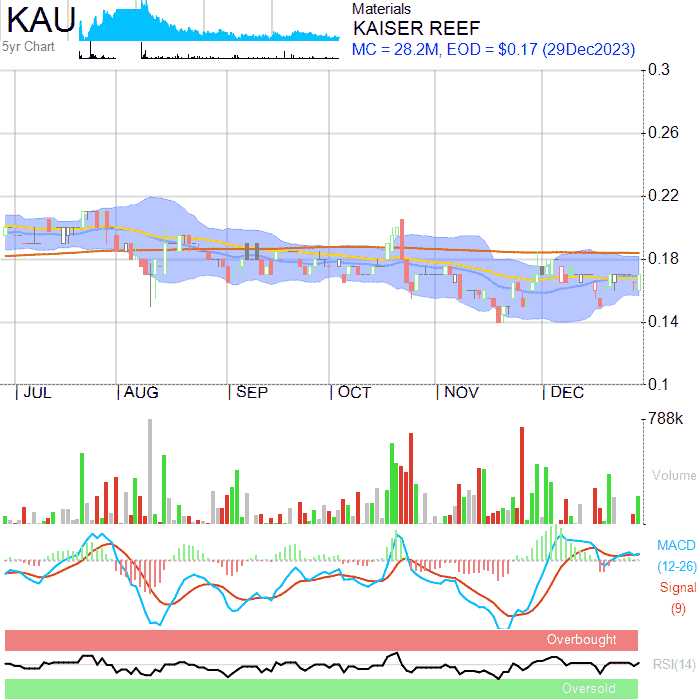 KAU
5yr Chart
Materials
KAISER REEF
MC = 28.2M, EOD = $0.17 (29Dec2023)
0.3
0.26
0.22
0.18
0.14
0.1
JUL AUG SEP OCT NOV DEC
788k
Volume
MACD
(12-26)
Signal
(9)
Overbought
RSI(14)
Oversold